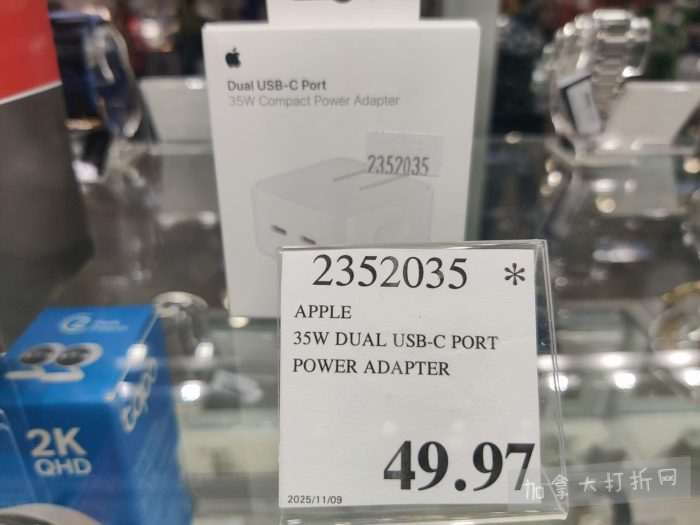 Dual USB-C Port
35W Compact Power Adapter
2352035
2352035 *
APPLE
35W DUAL USB-C PORT
POWER ADAPTER
49.97
2025/11/09
2K
QHD
tapo
加拿大打折网